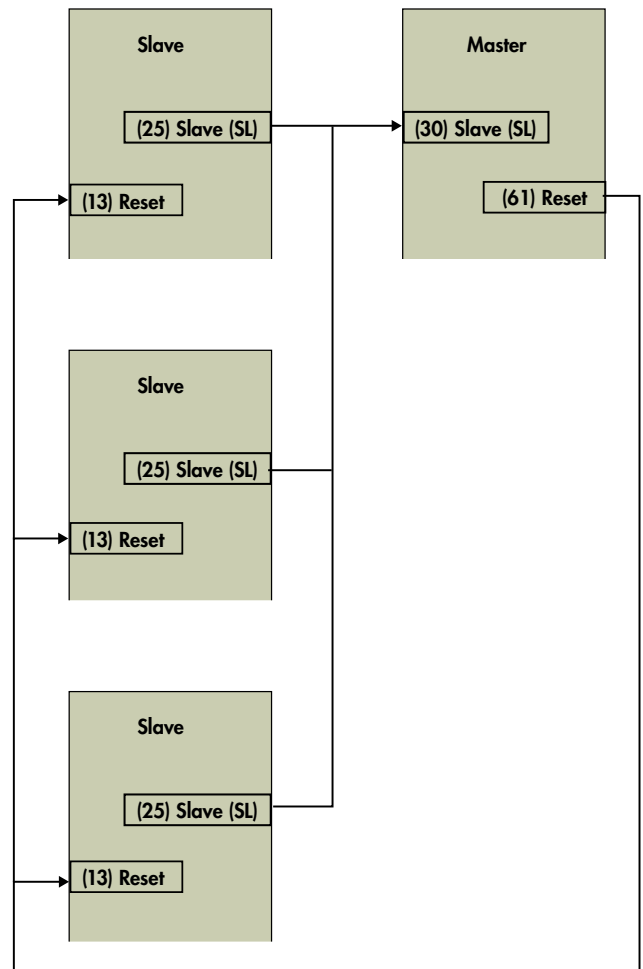 Slave
(25) Slave (SL)
(13) Reset
Master
(30) Slave (SL)
(61) Reset
Slave
(25) Slave (SL)
(13) Reset
Slave
(25) Slave (SL)
(13) Reset